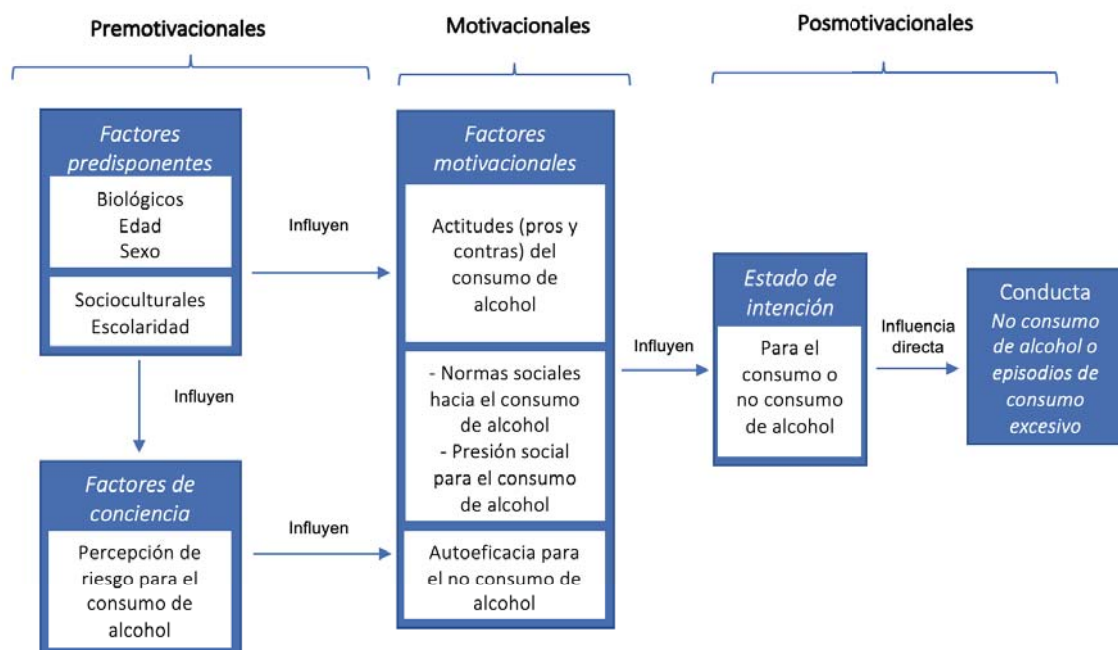 Premotivacionales
Motivacionales
Posmotivacionales
Factores
predisponentes
Biológicos
Edad
Sexo
Socioculturales
Escolaridad
Influyen
Influyen
Factores de
conciencia
Percepción de
riesgo para el
consumo de
alcohol
Influyen
Factores
motivacionales
Actitudes (pros y
contras) del
consumo de
alcohol
- Normas sociales
hacia el consumo
de alcohol
- Presión social
para el consumo
de alcohol
Autoeficacia para
el no consumo de
alcohol
Influyen
Estado de
intención
Para el
consumo o
no consumo
de alcohol
Influencia
directa
Conducta
No consumo
de alcohol o
episodios de
consumo
excesivo